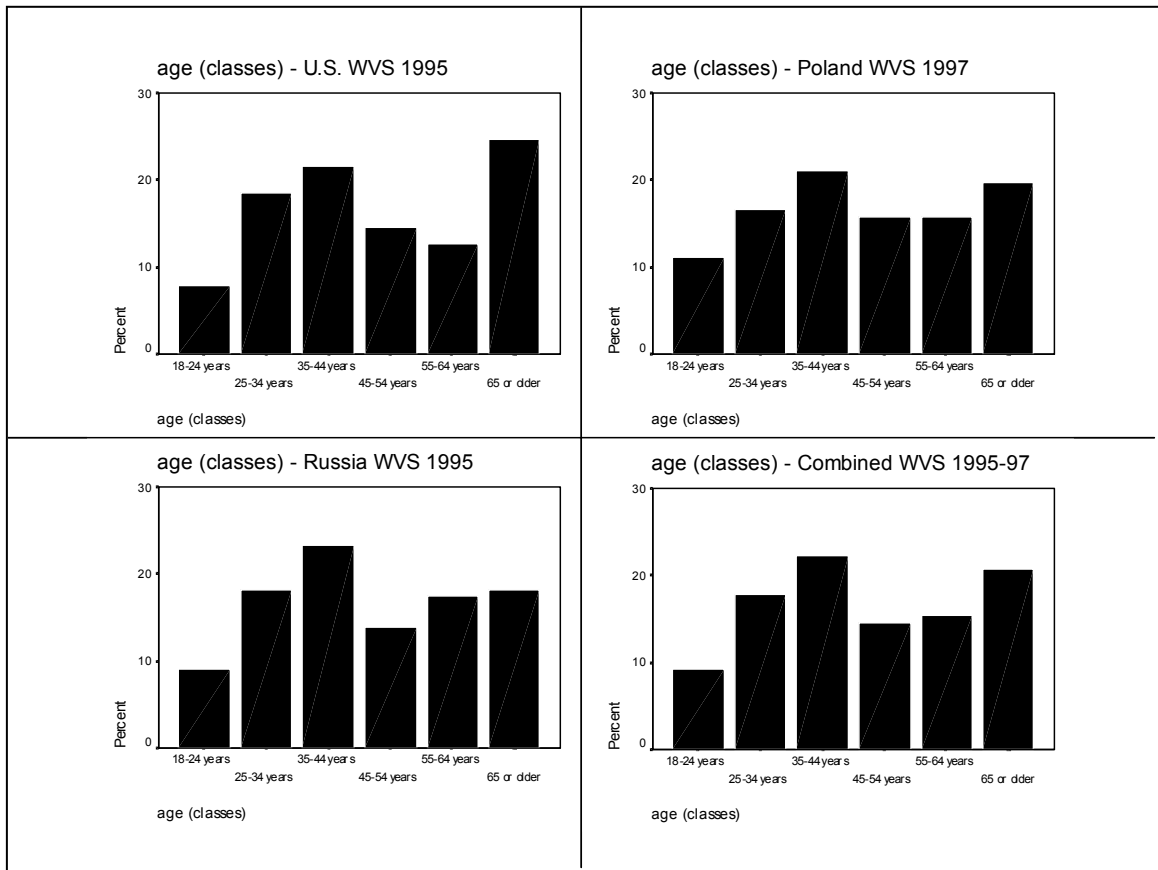 age (classes) - U.S. WVS 1995
30
20
10
0
Percent
18-24 years
35-44 years
55-64 years
25-34 years
45-54 years
65 or older
age (classes)
age (classes) - Poland WVS 1997
30
20
10
0
Percent
18-24 years
35-44 years
55-64 years
25-34 years
45-54 years
65 or older
age (classes)
age (classes) - Russia WVS 1995
30
20
10
0
Percent
18-24 years
35-44 years
55-64 years
25-34 years
45-54 years
65 or older
age (classes)
age (classes) - Combined WVS 1995-97
30
20
10
0
Percent
18-24 years
35-44 years
55-64 years
25-34 years
45-54 years
65 or older
age (classes)